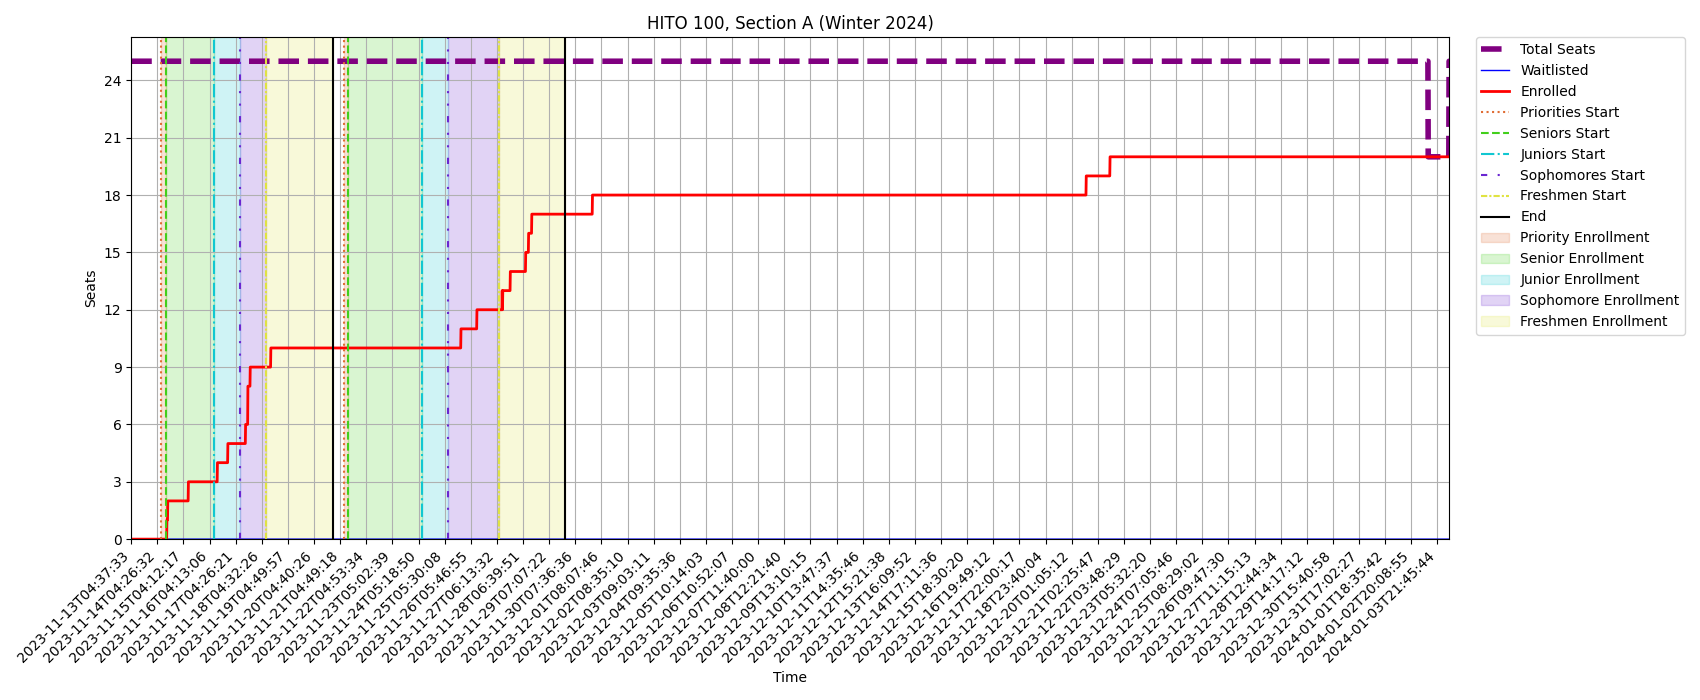 HITO 100, Section A (Winter 2024)
Total Seats
Waitlisted
Enrolled
Priorities Start
Seniors Start
Juniors Start
Sophomores Start
Freshmen Start
End
Priority Enrollment
Senior Enrollment
Junior Enrollment
Sophomore Enrollment
Freshmen Enrollment
Seats
24
21
18
15
12
9
6
3
0
2023-11-13T04:37:33
2023-11-14T04:26:32
2023-11-15T04:12:17
2023-11-16T04:13:06
2023-11-17T04:26:21
2023-11-18T04:32:26
2023-11-19T04:49:57
2023-11-20T04:40:26
2023-11-21T04:49:18
2023-11-22T04:53:34
2023-11-23T05:02:39
2023-11-24T05:18:50
2023-11-25T05:30:08
2023-11-26T05:46:55
2023-11-27T06:13:32
2023-11-28T06:39:51
2023-11-29T07:07:22
2023-11-30T07:36:36
2023-12-01T08:07:46
2023-12-02T08:35:10
2023-12-03T09:03:11
2023-12-04T09:35:36
2023-12-05T10:14:03
2023-12-06T10:52:07
2023-12-07T11:40:00
2023-12-08T12:21:40
2023-12-10T13:10:15
2023-12-11T13:47:37
2023-12-11T14:35:46
2023-12-12T15:21:38
2023-12-13T16:09:52
2023-12-14T17:11:36
2023-12-15T18:30:20
2023-12-16T19:49:12
2023-12-17T22:00:17
2023-12-18T23:40:04
2023-12-20T01:05:12
2023-12-21T02:25:47
2023-12-22T03:48:29
2023-12-23T05:32:20
2023-12-24T07:05:46
2023-12-25T08:29:02
2023-12-26T09:47:30
2023-12-27T11:15:13
2023-12-28T12:44:34
2023-12-29T14:17:12
2023-12-30T15:40:58
2023-12-31T17:02:27
2024-01-01T18:35:42
2024-01-02T20:08:55
2024-01-03T21:45:44
Time